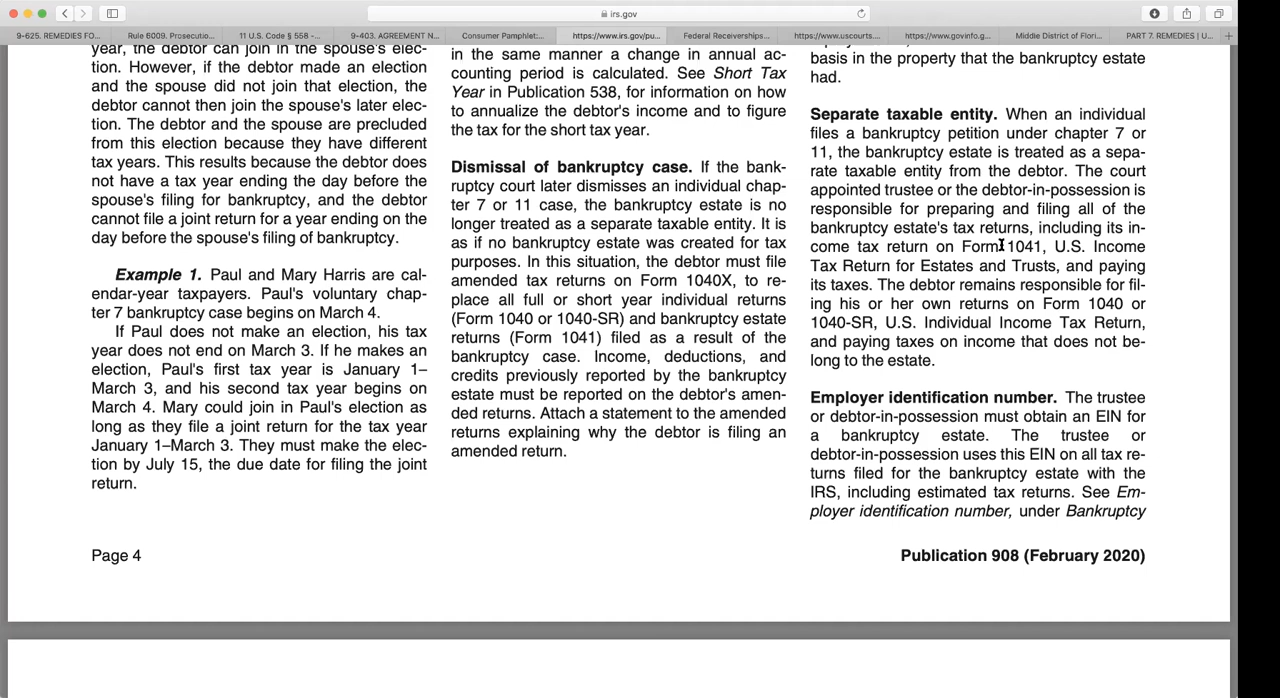 irs.gov
9-625. REMEDIES FO...
Rule 6009. Prosecutio...
11 U.S. Code § 558 -...
9-403. AGREEMENT N...
Consumer Pamphlet:...
https://www.irs.gov/pu...
Federal Receiverships...
https://www.uscourts....
https://www.govinfo.g...
Middle District of Flori...
PART 7. REMEDIES | U...
year, the debtor can join in the spouse's elec-
tion. However, if the debtor made an election
and the spouse did not join that election, the
debtor cannot then join the spouse's later elec-
tion. The debtor and the spouse are precluded
from this election because they have different
tax years. This results because the debtor does
not have a tax year ending the day before the
spouse's filing for bankruptcy, and the debtor
cannot file a joint return for a year ending on the
day before the spouse's filing of bankruptcy.
Example 1. Paul and Mary Harris are cal-
endar-year taxpayers. Paul's voluntary chap-
ter 7 bankruptcy case begins on March 4.
If Paul does not make an election, his tax
year does not end on March 3. If he makes an
election, Paul's first tax year is January 1–
March 3, and his second tax year begins on
March 4. Mary could join in Paul's election as
long as they file a joint return for the tax year
January 1–March 3. They must make the elec-
tion by July 15, the due date for filing the joint
return.
in the same manner a change in annual ac-
counting period is calculated. See Short Tax
Year in Publication 538, for information on how
to annualize the debtor's income and to figure
the tax for the short tax year.
Dismissal of bankruptcy case. If the bank-
ruptcy court later dismisses an individual chap-
ter 7 or 11 case, the bankruptcy estate is no
longer treated as a separate taxable entity. It is
as if no bankruptcy estate was created for tax
purposes. In this situation, the debtor must file
amended tax returns on Form 1040X, to re-
place all full or short year individual returns
(Form 1040 or 1040-SR) and bankruptcy estate
returns (Form 1041) filed as a result of the
bankruptcy case. Income, deductions, and
credits previously reported by the bankruptcy
estate must be reported on the debtor's amen-
ded returns. Attach a statement to the amended
returns explaining why the debtor is filing an
amended return.
basis in the property that the bankruptcy estate
had.
Separate taxable entity. When an individual
files a bankruptcy petition under chapter 7 or
11, the bankruptcy estate is treated as a sepa-
rate taxable entity from the debtor. The court
appointed trustee or the debtor-in-possession is
responsible for preparing and filing all of the
bankruptcy estate's tax returns, including its in-
come tax return on Form 1041, U.S. Income
Tax Return for Estates and Trusts, and paying
its taxes. The debtor remains responsible for fil-
ing his or her own returns on Form 1040 or
1040-SR, U.S. Individual Income Tax Return,
and paying taxes on income that does not be-
long to the estate.
Employer identification number. The trustee
or debtor-in-possession must obtain an EIN for
a bankruptcy estate. The trustee or
debtor-in-possession uses this EIN on all tax re-
turns filed for the bankruptcy estate with the
IRS, including estimated tax returns. See Em-
ployer identification number, under Bankruptcy
Page 4
Publication 908 (February 2020)